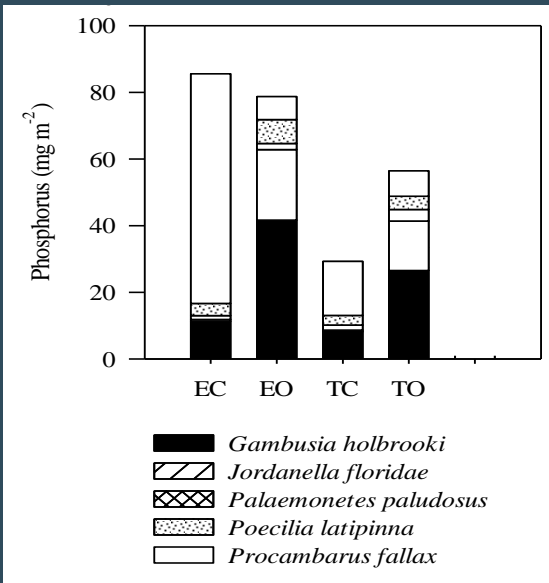 100
80
60
40
20
0
Phosphorus (mg m-2)
EC EO TC TO
Gambusia holbrooki
Jordanella floridae
Palaemonetes paludosus
Poecilia latipinna
Procambarus fallax